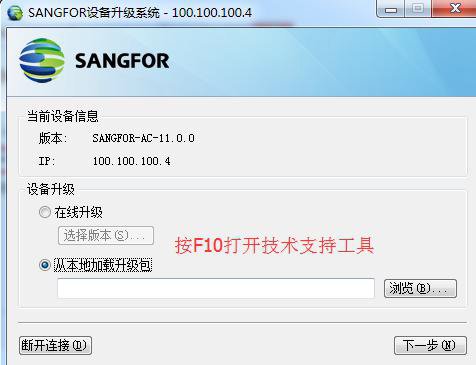 SANGFOR设备升级系统 - 100.100.100.4
SANGFOR
当前设备信息
版本: SANGFOR-AC-11.0.0
IP: 100.100.100.4
设备升级
在线升级
选择版本(S)...
按F10打开技术支持工具
从本地加载升级包
浏览(B)...
断开连接(D) 下一步(N)